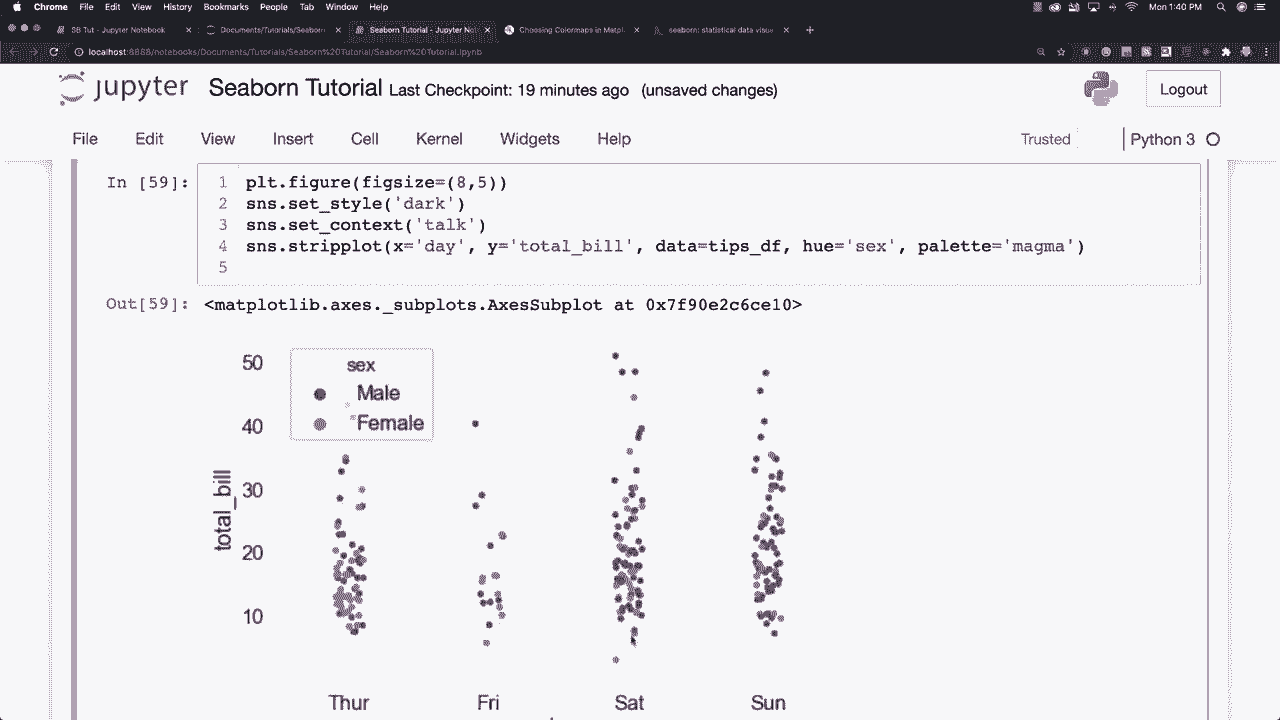 Chrome File Edit View History Bookmarks People Tab Window Help Mon 1:40 PM
SB Tut - Jupyter Notebook Documents/Tutorials/Seaborn Seaborn Tutorial - Jupyter Not Choosing Colormaps in Matpl seaborn: statistical data visua
localhost:8888/notebooks/Documents/Tutorials/Seaborn%20Tutorial/Seaborn%20Tutorial.ipynb
jupyter Seaborn Tutorial Last Checkpoint: 19 minutes ago (unsaved changes) Logout
File Edit View Insert Cell Kernel Widgets Help Trusted Python 3
In [59]: 1 plt.figure(figsize=(8,5))
2 sns.set_style('dark')
3 sns.set_context('talk')
4 sns.stripplot(x='day', y='total_bill', data=tips_df, hue='sex', palette='magma')
5
Out[59]: <matplotlib.axes._subplots.AxesSubplot at 0x7f90e2c6ce10>
50
sex
Male
40
Female
total_bill
30
20
10
Thur Fri Sat Sun